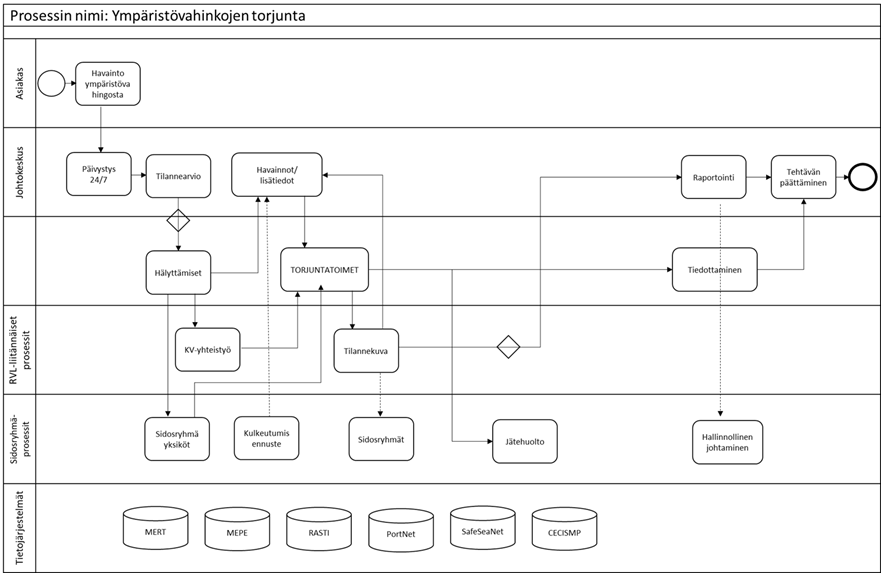 Prosessin nimi: Ympäristövahinkojen torjunta
Asiakas
Havainto
ympäristöva
hingosta
Johtokeskus
Päivystys
24/7
Tilannearvio
Havainnot/
lisätiedot
Raportointi
Tehtävän
päättäminen
Hälyttämiset
TORJUNTATOIMET
Tiedottaminen
RVL-liitännäiset
prosessit
KV-yhteistyö
Tilannekuva
Sidosryhmä-
prosessit
Sidosryhmä
yksiköt
Kulkeutumis
ennuste
Sidosryhmät
Jätehuolto
Hallinnollinen
johtaminen
Tietojärjestelmät
MERT
MEPE
RASTI
PortNet
SafeSeaNet
CECISMP